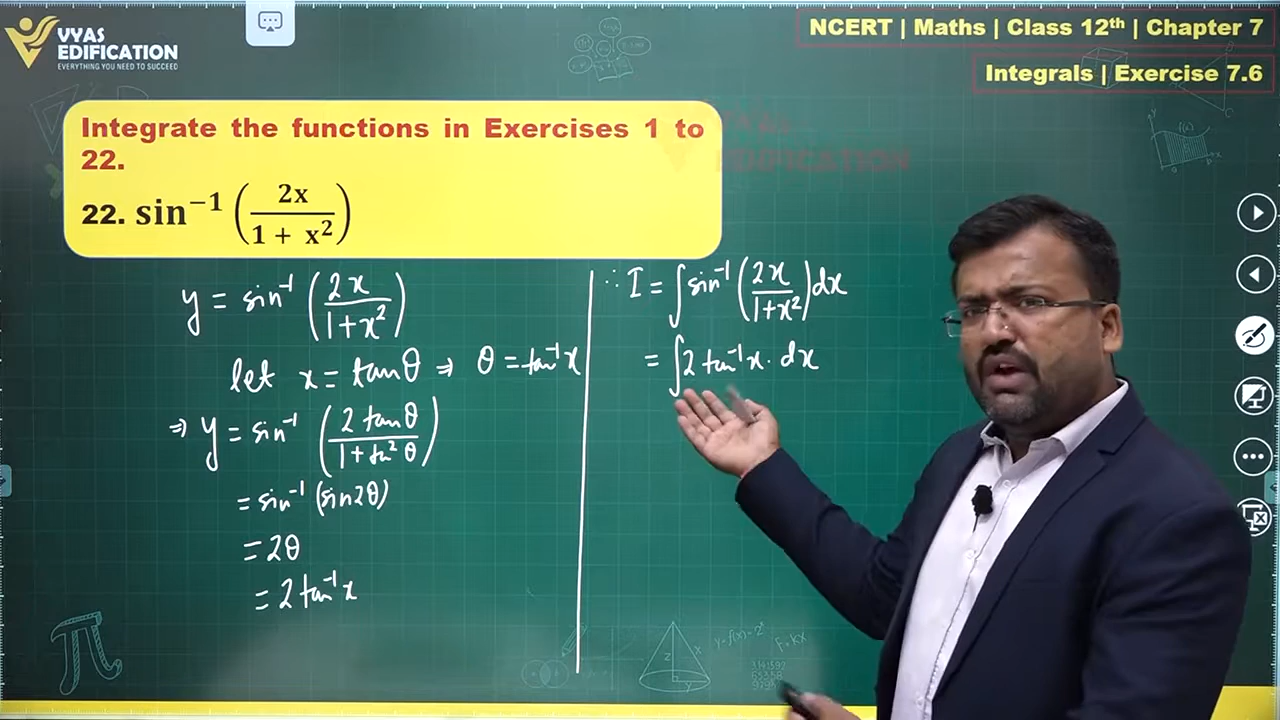 VYAS
EDIFICATION
EVERYTHING YOU NEED TO SUCCEED
NCERT | Maths | Class 12th | Chapter 7
Integrals | Exercise 7.6
Integrate the functions in Exercises 1 to
22.
22. sin⁻¹ (2x / 1 + x²)
y = sin⁻¹ (2x / 1+x²)
let x = tanθ ⇒ θ = tan⁻¹x
⇒ y = sin⁻¹ (2 tanθ / 1+tan²θ)
= sin⁻¹ (sin2θ)
= 2θ
= 2 tan⁻¹x
∴ I = ∫ sin⁻¹ (2x / 1+x²) dx
= ∫ 2 tan⁻¹x · dx
EDIFICATION